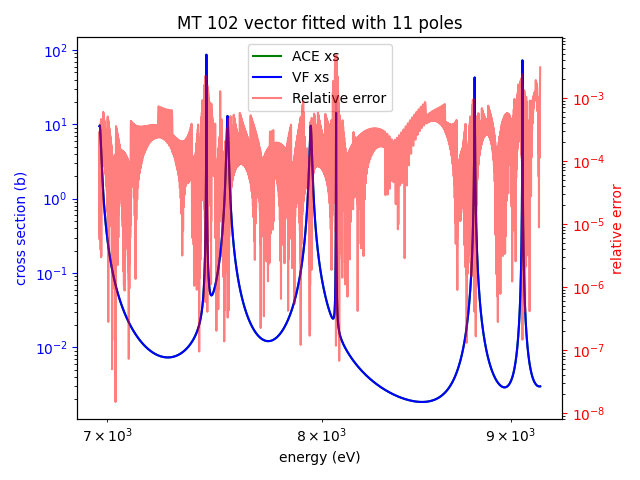 MT 102 vector fitted with 11 poles
ACE xs
VF xs
Relative error
cross section (b)
10^2
10^1
10^0
10^-1
10^-2
relative error
10^-3
10^-4
10^-5
10^-6
10^-7
10^-8
7 × 10^3
8 × 10^3
9 × 10^3
energy (eV)